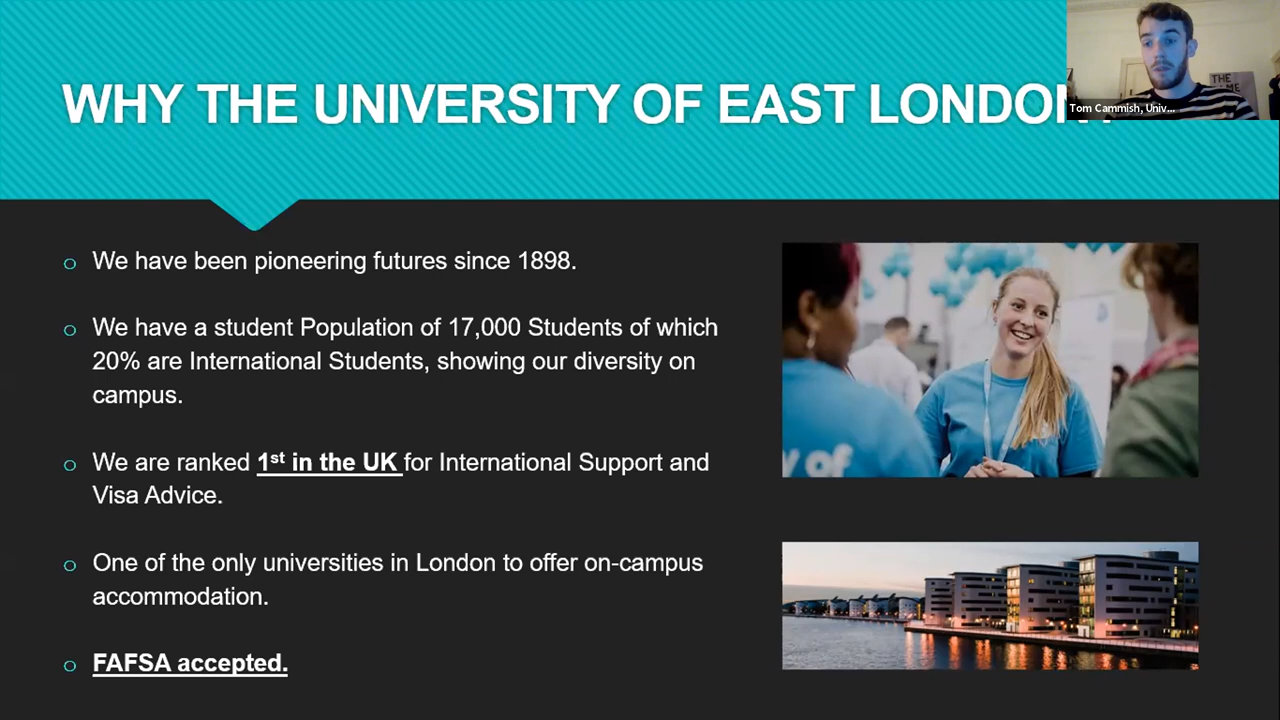 WHY THE UNIVERSITY OF EAST LONDON
Tom Cammish, Univ...
THE
We have been pioneering futures since 1898.
We have a student Population of 17,000 Students of which
20% are International Students, showing our diversity on
campus.
We are ranked 1st in the UK for International Support and
Visa Advice.
One of the only universities in London to offer on-campus
accommodation.
FAFSA accepted.
y of